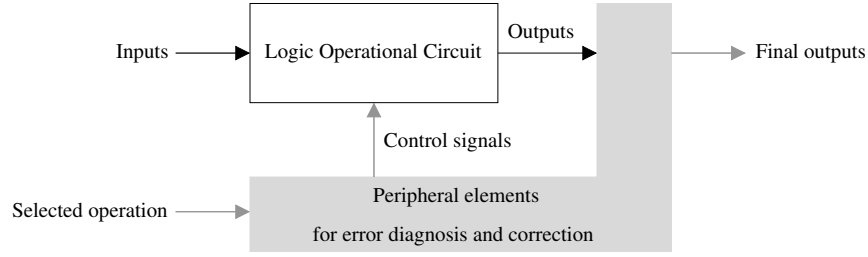 Inputs
Logic Operational Circuit
Outputs
Final outputs
Control signals
Selected operation
Peripheral elements
for error diagnosis and correction